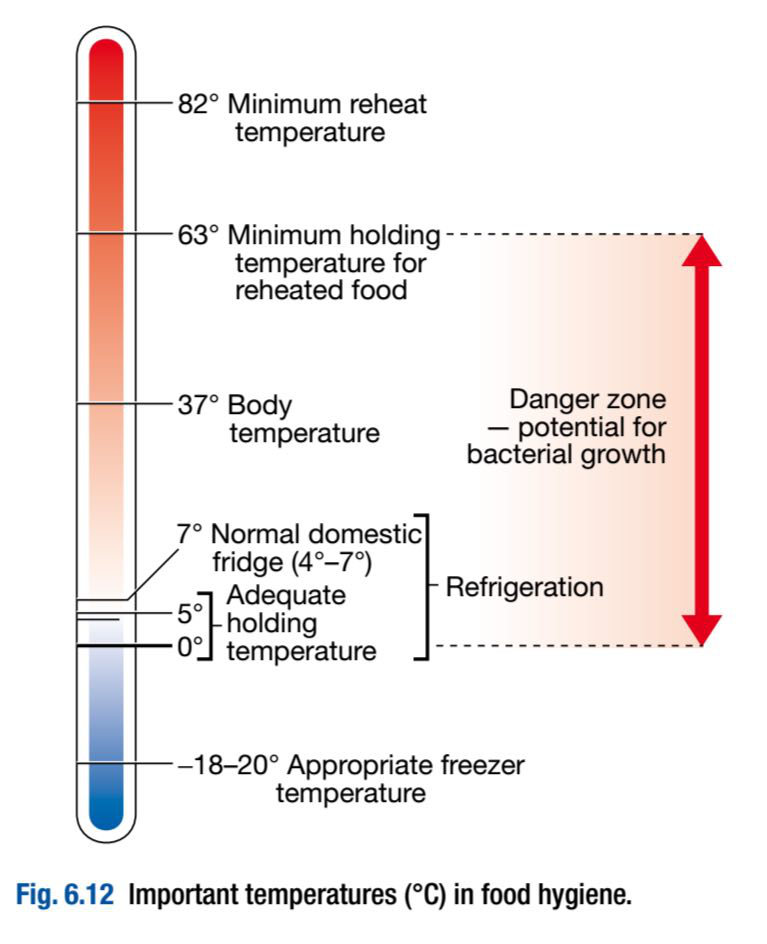 82° Minimum reheat
temperature
63° Minimum holding
temperature for
reheated food
37° Body
temperature
Danger zone
— potential for
bacterial growth
7° Normal domestic
fridge (4°–7°)
Refrigeration
5°
0°
Adequate
holding
temperature
–18–20° Appropriate freezer
temperature
Fig. 6.12 Important temperatures (°C) in food hygiene.